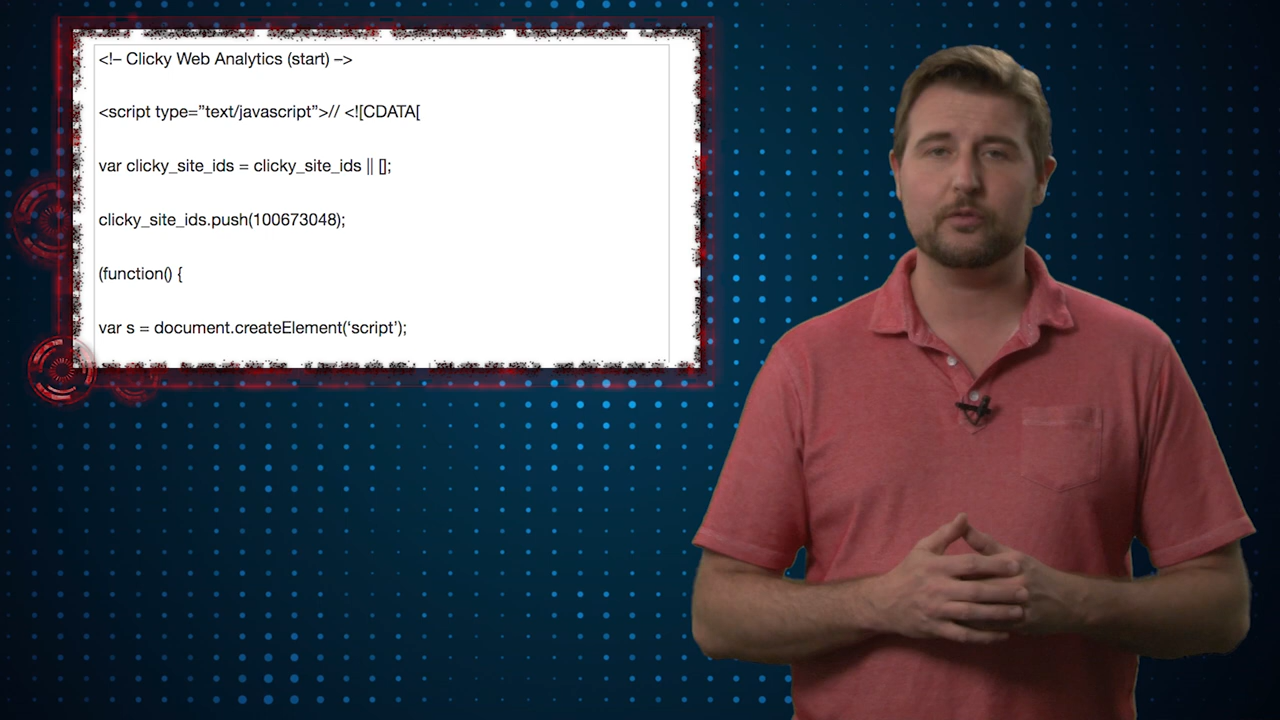 <!– Clicky Web Analytics (start) –>
<script type=”text/javascript”>// <![CDATA[
var clicky_site_ids = clicky_site_ids || [];
clicky_site_ids.push(100673048);
(function() {
var s = document.createElement(‘script’);